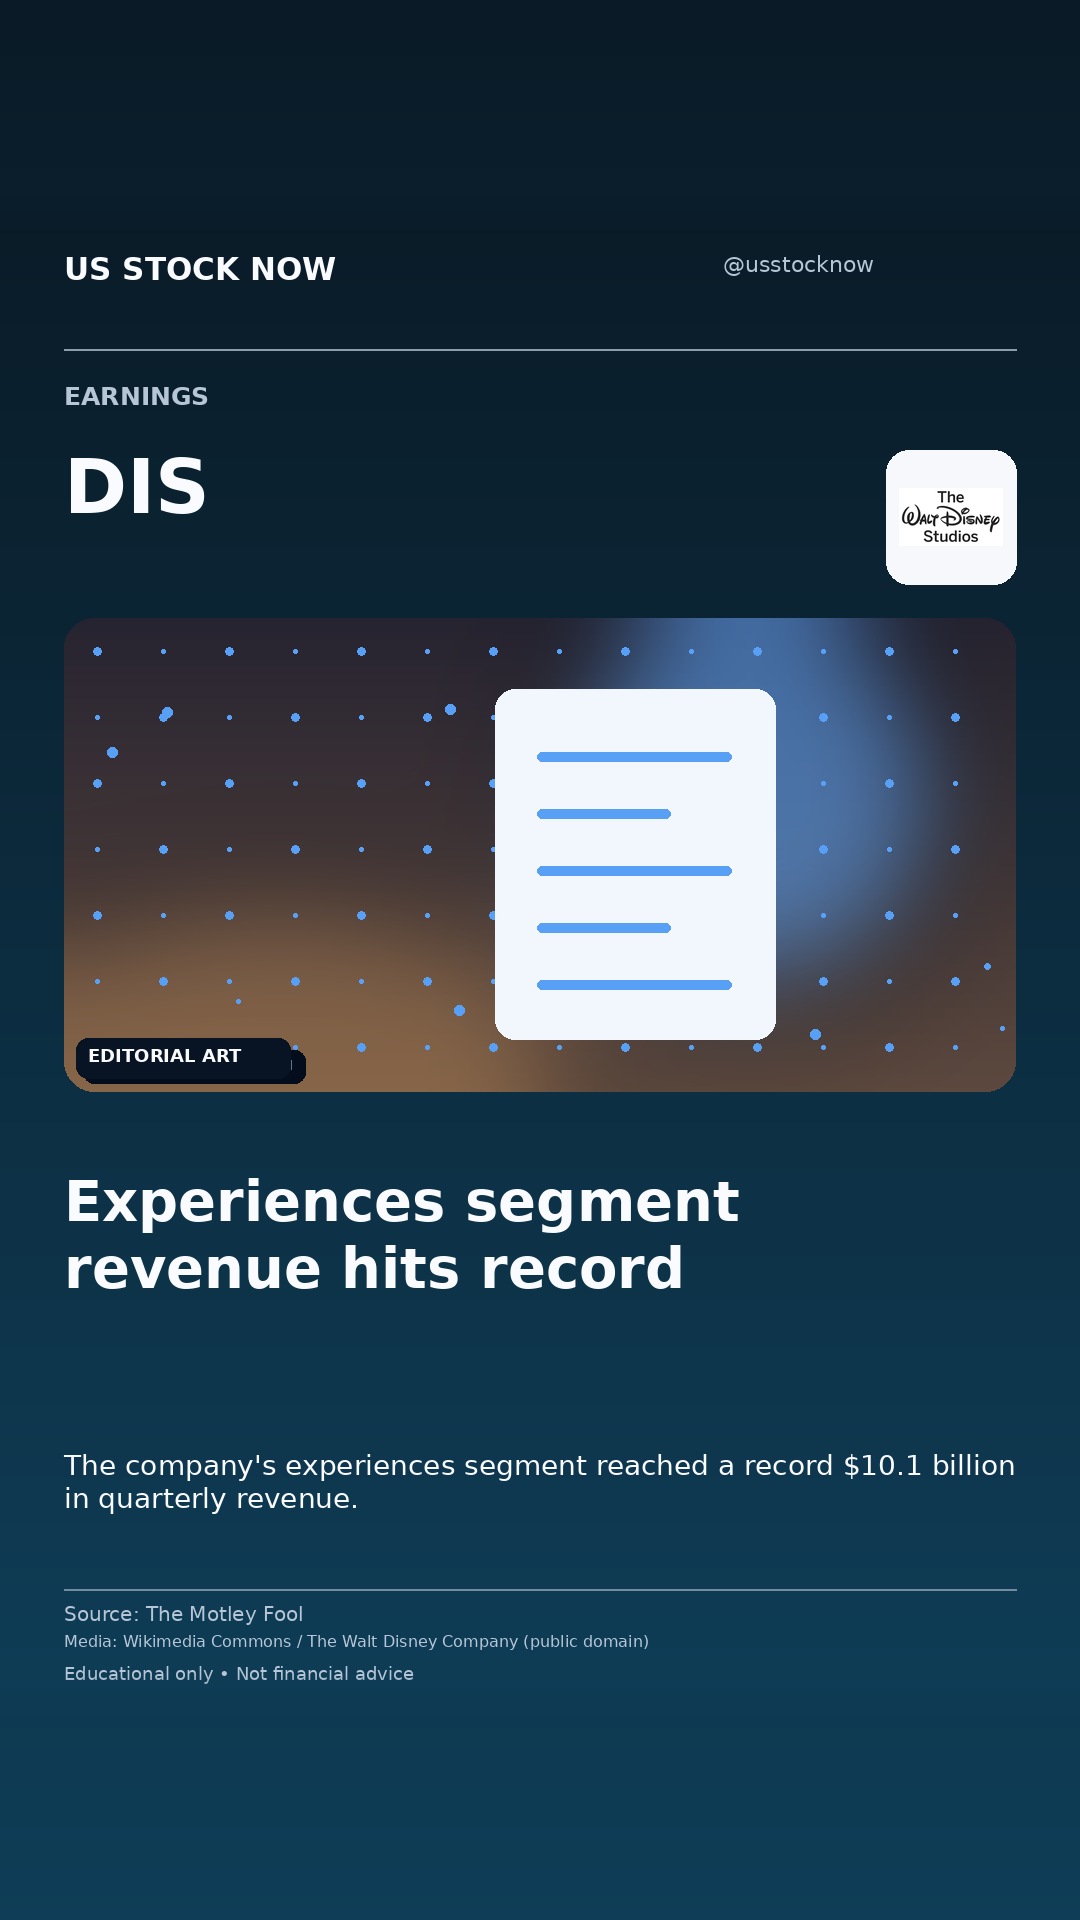 US STOCK NOW
@usstocknow
EARNINGS
DIS
The
Walt Disney
Studios
EDITORIAL ART
Experiences segment
revenue hits record
The company's experiences segment reached a record $10.1 billion
in quarterly revenue.
Source: The Motley Fool
Media: Wikimedia Commons / The Walt Disney Company (public domain)
Educational only • Not financial advice